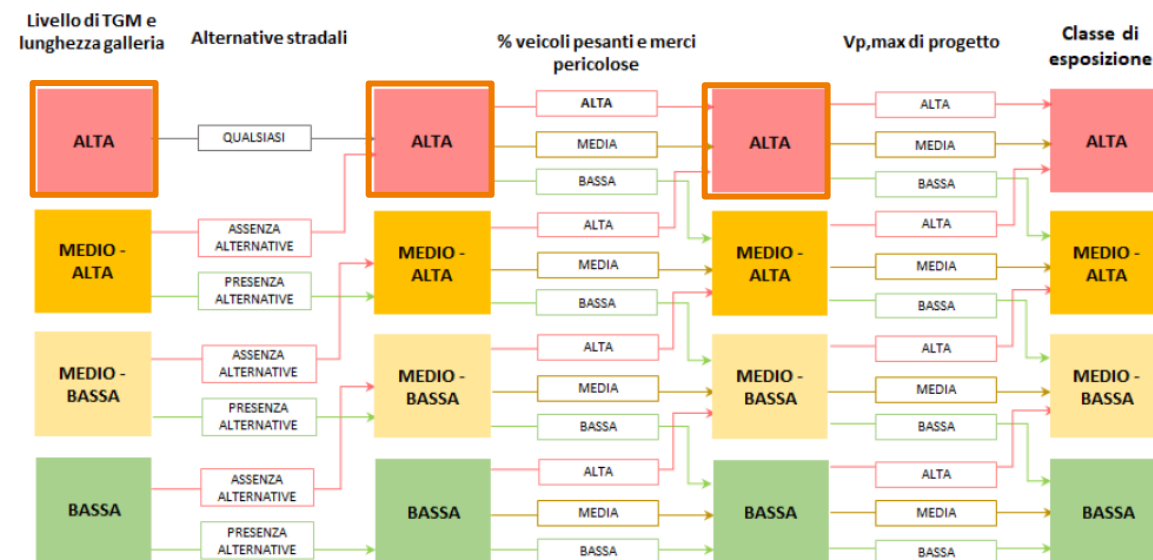 Livello di TGM e
lunghezza galleria
Alternative stradali
% veicoli pesanti e merci
pericolose
Vp,max di progetto
Classe di
esposizione
ALTA
QUALSIASI
ALTA
ALTA
MEDIA
BASSA
ALTA
ALTA
MEDIA
BASSA
ALTA
MEDIO -
ALTA
ASSENZA
ALTERNATIVE
PRESENZA
ALTERNATIVE
MEDIO -
ALTA
ALTA
MEDIA
BASSA
MEDIO -
ALTA
ALTA
MEDIA
BASSA
MEDIO -
ALTA
MEDIO -
BASSA
ASSENZA
ALTERNATIVE
PRESENZA
ALTERNATIVE
MEDIO -
BASSA
ALTA
MEDIA
BASSA
MEDIO -
BASSA
ALTA
MEDIA
BASSA
MEDIO -
BASSA
BASSA
ASSENZA
ALTERNATIVE
PRESENZA
ALTERNATIVE
BASSA
ALTA
MEDIA
BASSA
BASSA
ALTA
MEDIA
BASSA
BASSA